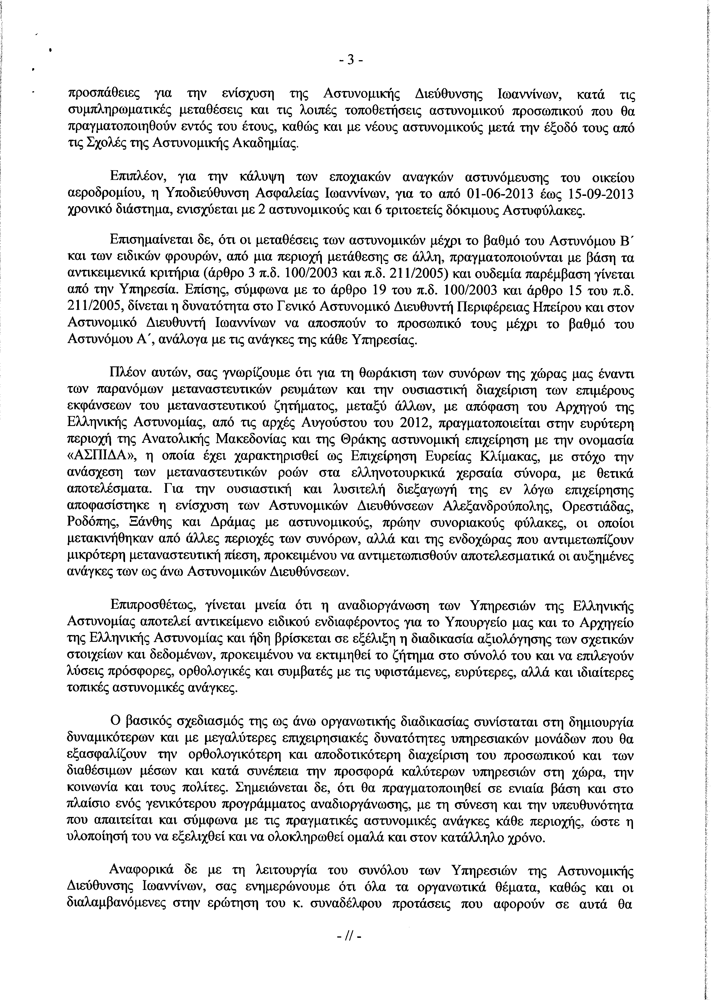 - 3 -
προσπάθειες για την ενίσχυση της Αστυνομικής Διεύθυνσης Ιωαννίνων, κατά τις
συμπληρωματικές μεταθέσεις και τις λοιπές τοποθετήσεις αστυνομικού προσωπικού που θα
πραγματοποιηθούν εντός του έτους, καθώς και με νέους αστυνομικούς μετά την έξοδό τους από
τις Σχολές της Αστυνομικής Ακαδημίας.
Επιπλέον, για την κάλυψη των εποχιακών αναγκών αστυνόμευσης του οικείου
αεροδρομίου, η Υποδιεύθυνση Ασφαλείας Ιωαννίνων, για το από 01-06-2013 έως 15-09-2013
χρονικό διάστημα, ενισχύεται με 2 αστυνομικούς και 6 τριτοετείς δόκιμους Αστυφύλακες.
Επισημαίνεται δε, ότι οι μεταθέσεις των αστυνομικών μέχρι το βαθμό του Αστυνόμου Β΄
και των ειδικών φρουρών, από μια περιοχή μετάθεσης σε άλλη, πραγματοποιούνται με βάση τα
αντικειμενικά κριτήρια (άρθρο 3 π.δ. 100/2003 και π.δ. 211/2005) και ουδεμία παρέμβαση γίνεται
από την Υπηρεσία. Επίσης, σύμφωνα με το άρθρο 19 του π.δ. 100/2003 και άρθρο 15 του π.δ.
211/2005, δίνεται η δυνατότητα στο Γενικό Αστυνομικό Διευθυντή Περιφέρειας Ηπείρου και στον
Αστυνομικό Διευθυντή Ιωαννίνων να αποσπούν το προσωπικό τους μέχρι το βαθμό του
Αστυνόμου Α΄, ανάλογα με τις ανάγκες της κάθε Υπηρεσίας.
Πλέον αυτών, σας γνωρίζουμε ότι για τη θωράκιση των συνόρων της χώρας μας έναντι
των παρανόμων μεταναστευτικών ρευμάτων και την ουσιαστική διαχείριση των επιμέρους
εκφάνσεων του μεταναστευτικού ζητήματος, μεταξύ άλλων, με απόφαση του Αρχηγού της
Ελληνικής Αστυνομίας, από τις αρχές Αυγούστου του 2012, πραγματοποιείται στην ευρύτερη
περιοχή της Ανατολικής Μακεδονίας και της Θράκης αστυνομική επιχείρηση με την ονομασία
«ΑΣΠΙΔΑ», η οποία έχει χαρακτηρισθεί ως Επιχείρηση Ευρείας Κλίμακας, με στόχο την
ανάσχεση των μεταναστευτικών ροών στα ελληνοτουρκικά χερσαία σύνορα, με θετικά
αποτελέσματα. Για την ουσιαστική και λυσιτελή διεξαγωγή της εν λόγω επιχείρησης
αποφασίστηκε η ενίσχυση των Αστυνομικών Διευθύνσεων Αλεξανδρούπολης, Ορεστιάδας,
Ροδόπης, Ξάνθης και Δράμας με αστυνομικούς, πρώην συνοριακούς φύλακες, οι οποίοι
μετακινήθηκαν από άλλες περιοχές των συνόρων, αλλά και της ενδοχώρας που αντιμετωπίζουν
μικρότερη μεταναστευτική πίεση, προκειμένου να αντιμετωπισθούν αποτελεσματικά οι αυξημένες
ανάγκες των ως άνω Αστυνομικών Διευθύνσεων.
Επιπροσθέτως, γίνεται μνεία ότι η αναδιοργάνωση των Υπηρεσιών της Ελληνικής
Αστυνομίας αποτελεί αντικείμενο ειδικού ενδιαφέροντος για το Υπουργείο μας και το Αρχηγείο
της Ελληνικής Αστυνομίας και ήδη βρίσκεται σε εξέλιξη η διαδικασία αξιολόγησης των σχετικών
στοιχείων και δεδομένων, προκειμένου να εκτιμηθεί το ζήτημα στο σύνολό του και να επιλεγούν
λύσεις πρόσφορες, ορθολογικές και συμβατές με τις υφιστάμενες, ευρύτερες, αλλά και ιδιαίτερες
τοπικές αστυνομικές ανάγκες.
Ο βασικός σχεδιασμός της ως άνω οργανωτικής διαδικασίας συνίσταται στη δημιουργία
δυναμικότερων και με μεγαλύτερες επιχειρησιακές δυνατότητες υπηρεσιακών μονάδων που θα
εξασφαλίζουν την ορθολογικότερη και αποδοτικότερη διαχείριση του προσωπικού και των
διαθέσιμων μέσων και κατά συνέπεια την προσφορά καλύτερων υπηρεσιών στη χώρα, την
κοινωνία και τους πολίτες. Σημειώνεται δε, ότι θα πραγματοποιηθεί σε ενιαία βάση και στο
πλαίσιο ενός γενικότερου προγράμματος αναδιοργάνωσης, με τη σύνεση και την υπευθυνότητα
που απαιτείται και σύμφωνα με τις πραγματικές αστυνομικές ανάγκες κάθε περιοχής, ώστε η
υλοποίησή του να εξελιχθεί και να ολοκληρωθεί ομαλά και στον κατάλληλο χρόνο.
Αναφορικά δε με τη λειτουργία του συνόλου των Υπηρεσιών της Αστυνομικής
Διεύθυνσης Ιωαννίνων, σας ενημερώνουμε ότι όλα τα οργανωτικά θέματα, καθώς και οι
διαλαμβανόμενες στην ερώτηση του κ. συναδέλφου προτάσεις που αφορούν σε αυτά θα
- // -